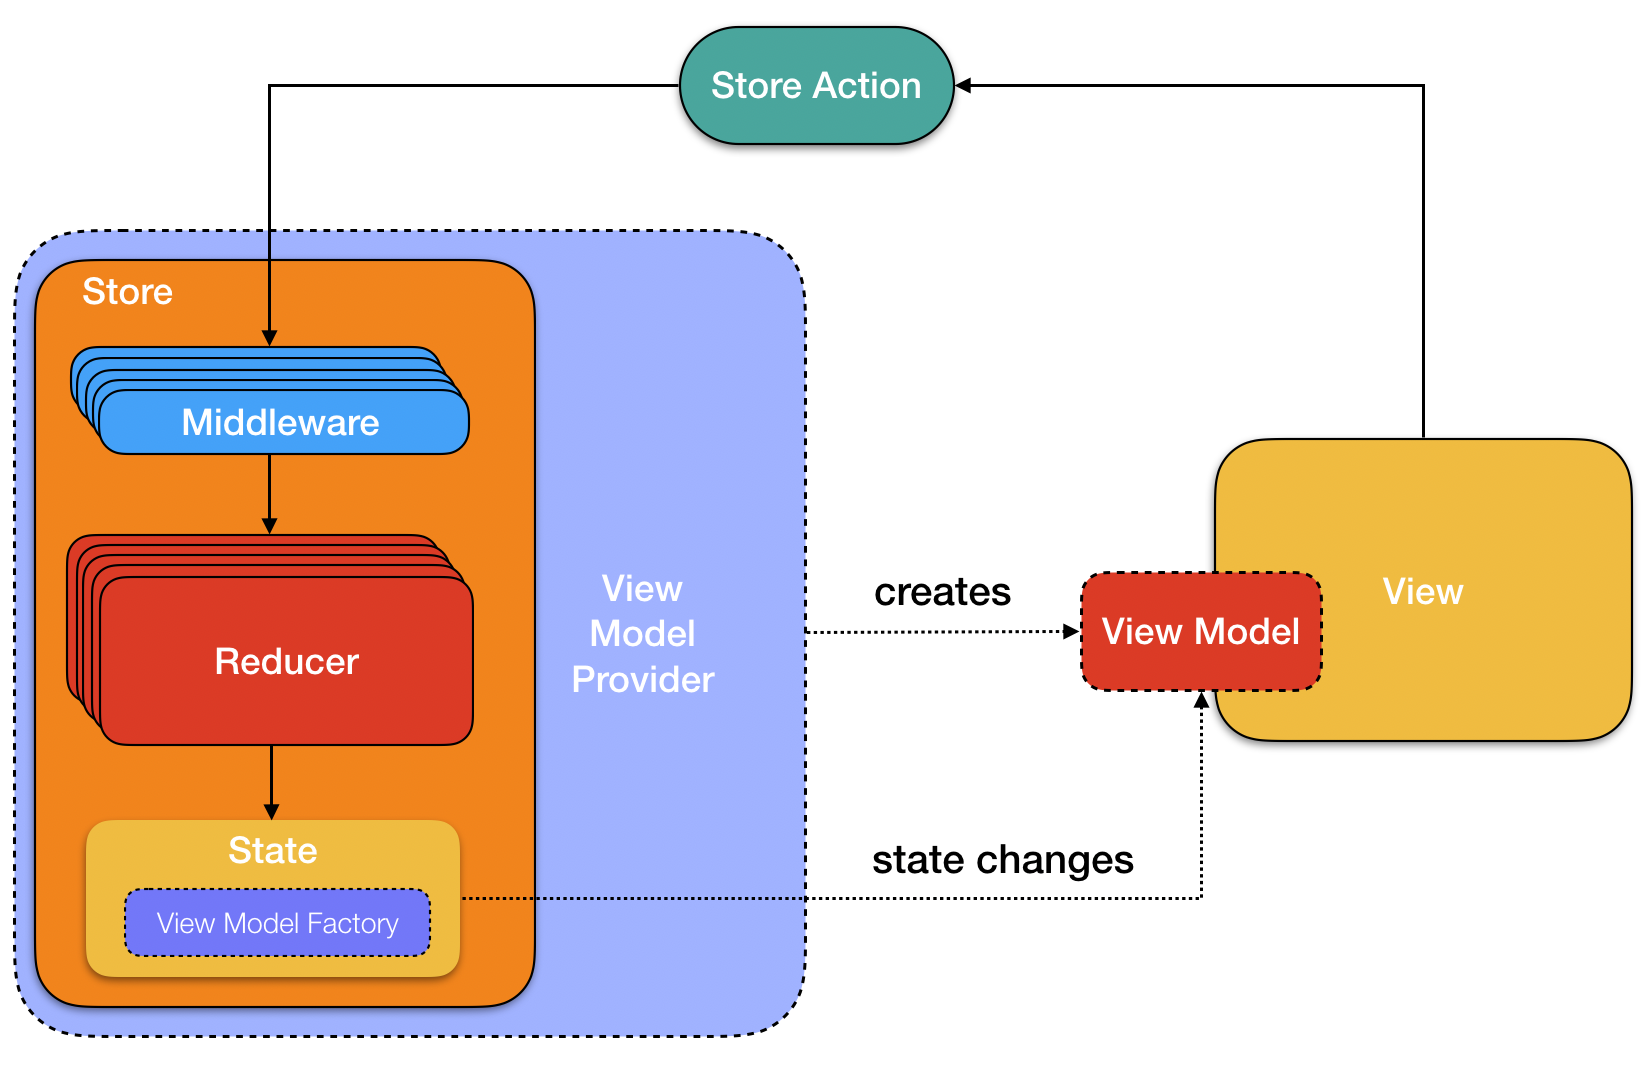 Store Action
Store
Middleware
Reducer
State
View Model Factory
View
Model
Provider
creates
state changes
View Model
View